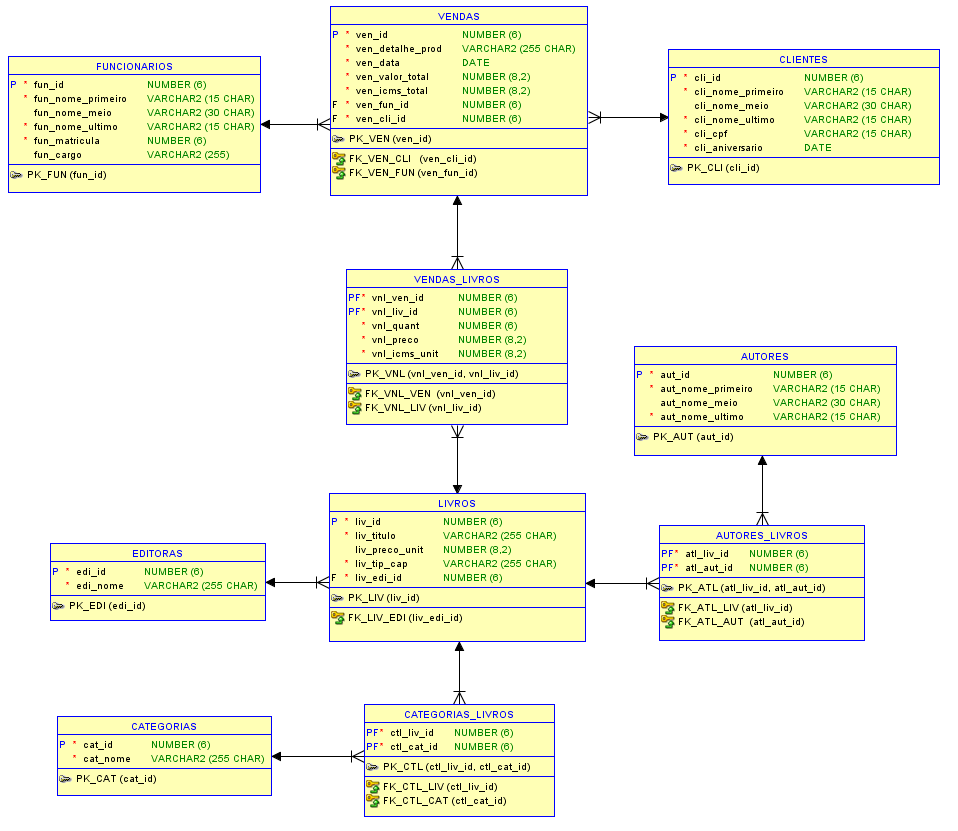 VENDAS
P * ven_id NUMBER (6)
* ven_detalhe_prod VARCHAR2 (255 CHAR)
* ven_data DATE
* ven_valor_total NUMBER (8,2)
* ven_icms_total NUMBER (8,2)
F * ven_fun_id NUMBER (6)
F * ven_cli_id NUMBER (6)
PK_VEN (ven_id)
FK_VEN_CLI (ven_cli_id)
FK_VEN_FUN (ven_fun_id)
FUNCIONARIOS
P * fun_id NUMBER (6)
* fun_nome_primeiro VARCHAR2 (15 CHAR)
fun_nome_meio VARCHAR2 (30 CHAR)
* fun_nome_ultimo VARCHAR2 (15 CHAR)
* fun_matricula NUMBER (6)
fun_cargo VARCHAR2 (255)
PK_FUN (fun_id)
CLIENTES
P * cli_id NUMBER (6)
* cli_nome_primeiro VARCHAR2 (15 CHAR)
cli_nome_meio VARCHAR2 (30 CHAR)
* cli_nome_ultimo VARCHAR2 (15 CHAR)
* cli_cpf VARCHAR2 (15 CHAR)
* cli_aniversario DATE
PK_CLI (cli_id)
VENDAS_LIVROS
PF* vnl_ven_id NUMBER (6)
PF* vnl_liv_id NUMBER (6)
* vnl_quant NUMBER (6)
* vnl_preco NUMBER (8,2)
* vnl_icms_unit NUMBER (8,2)
PK_VNL (vnl_ven_id, vnl_liv_id)
FK_VNL_VEN (vnl_ven_id)
FK_VNL_LIV (vnl_liv_id)
AUTORES
P * aut_id NUMBER (6)
* aut_nome_primeiro VARCHAR2 (15 CHAR)
aut_nome_meio VARCHAR2 (30 CHAR)
* aut_nome_ultimo VARCHAR2 (15 CHAR)
PK_AUT (aut_id)
LIVROS
P * liv_id NUMBER (6)
* liv_titulo VARCHAR2 (255 CHAR)
liv_preco_unit NUMBER (8,2)
* liv_tip_cap VARCHAR2 (255 CHAR)
F * liv_edi_id NUMBER (6)
PK_LIV (liv_id)
FK_LIV_EDI (liv_edi_id)
EDITORAS
P * edi_id NUMBER (6)
* edi_nome VARCHAR2 (255 CHAR)
PK_EDI (edi_id)
AUTORES_LIVROS
PF* atl_liv_id NUMBER (6)
PF* atl_aut_id NUMBER (6)
PK_ATL (atl_liv_id, atl_aut_id)
FK_ATL_LIV (atl_liv_id)
FK_ATL_AUT (atl_aut_id)
CATEGORIAS_LIVROS
PF* ctl_liv_id NUMBER (6)
PF* ctl_cat_id NUMBER (6)
PK_CTL (ctl_liv_id, ctl_cat_id)
FK_CTL_LIV (ctl_liv_id)
FK_CTL_CAT (ctl_cat_id)
CATEGORIAS
P * cat_id NUMBER (6)
* cat_nome VARCHAR2 (255 CHAR)
PK_CAT (cat_id)